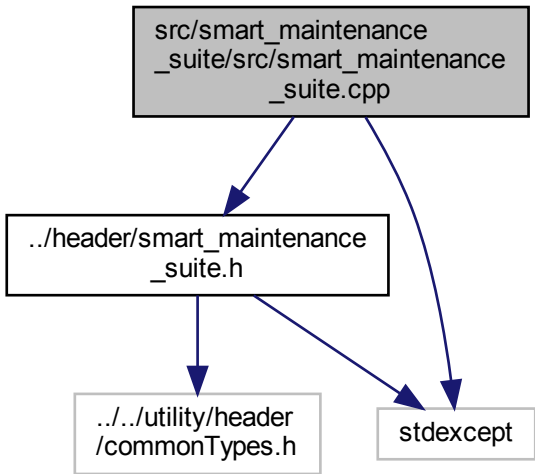 src/smart_maintenance
_suite/src/smart_maintenance
_suite.cpp
../header/smart_maintenance
_suite.h
../../utility/header
/commonTypes.h
stdexcept